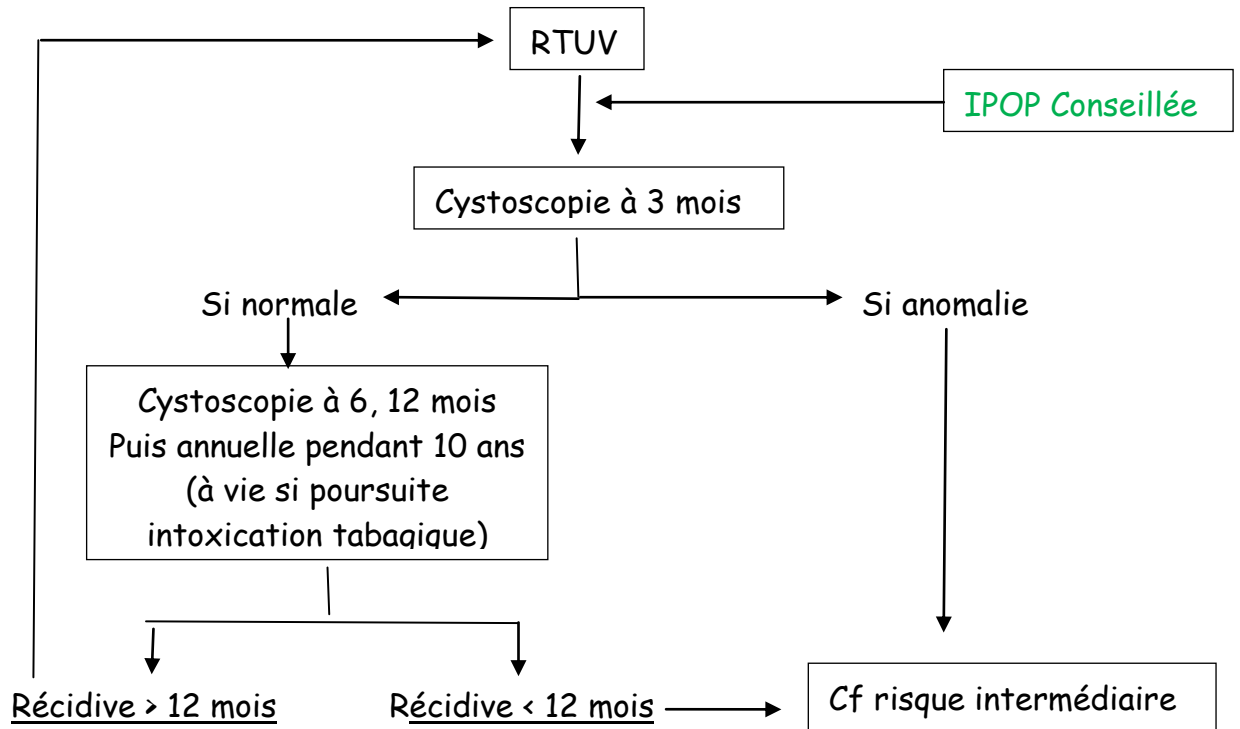 RTUV
IPOP Conseillée
Cystoscopie à 3 mois
Si normale
Si anomalie
Cystoscopie à 6, 12 mois
Puis annuelle pendant 10 ans
(à vie si poursuite
intoxication tabagique)
Récidive > 12 mois
Récidive < 12 mois
Cf risque intermédiaire